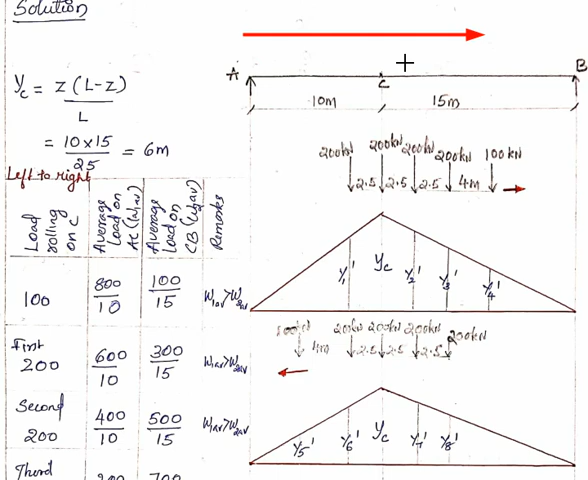 Solution
y_c = z(L-z)
L
= 10×15
25
= 6m
A C B
10m 15m
Left to right
Load rolling on C
Average load on AC (W1av)
Average load on CB (W2av)
Remarks
100 800/10 100/15 W1av>W2av
First 200 600/10 300/15 W1av>W2av
Second 200 400/10 500/15 W1av>W2av
Third
200kN 200kN 200kN 200kN 100kN
2.5 2.5 2.5 4m
y1' yc y2' y3' y4'
100kN 200kN 200kN 200kN 200kN
4m 2.5 2.5 2.5
y5' y6' yc y7' y8'